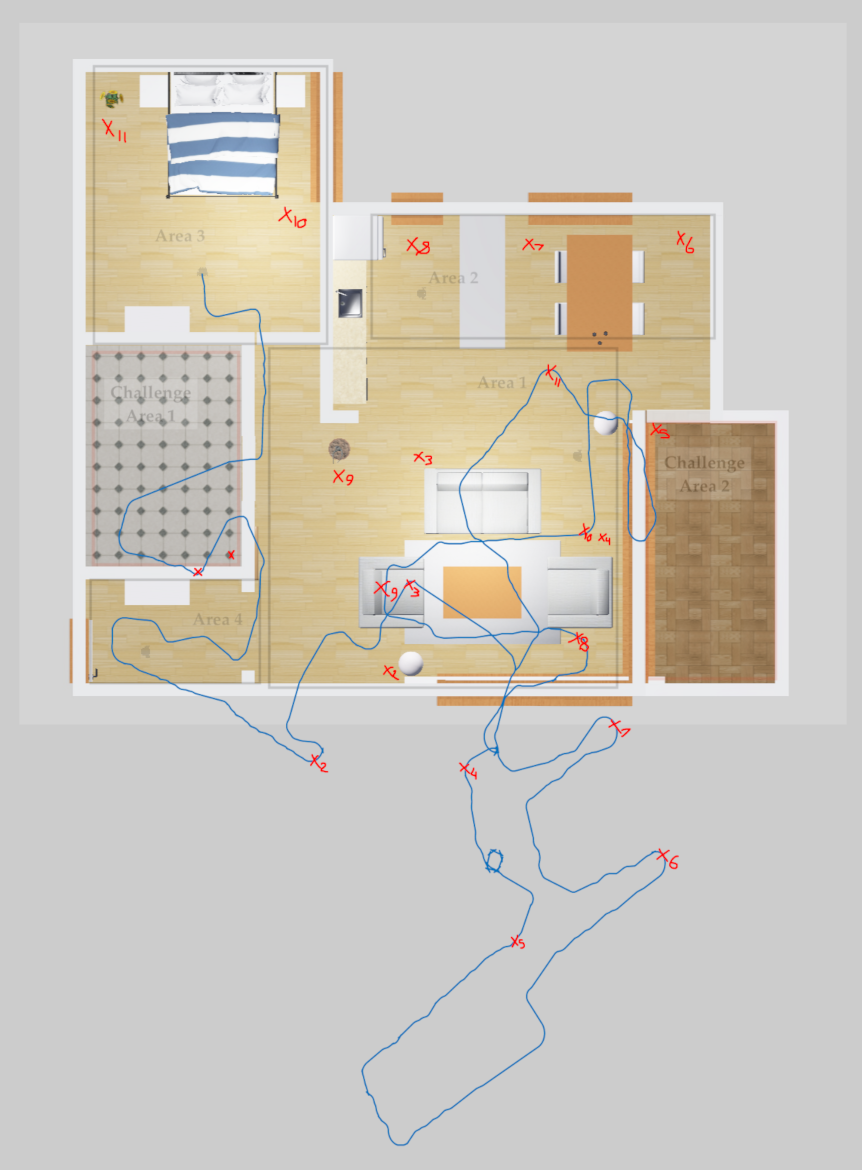 X11
X10
Area 3
X8
X7
X6
Area 2
Area 1
X11
Challenge
Area 1
X5
X3
Challenge
Area 2
X9
X10 X4
X
X
X9 X3
Area 4
X8
X2
X7
X2
X4
X6
X5